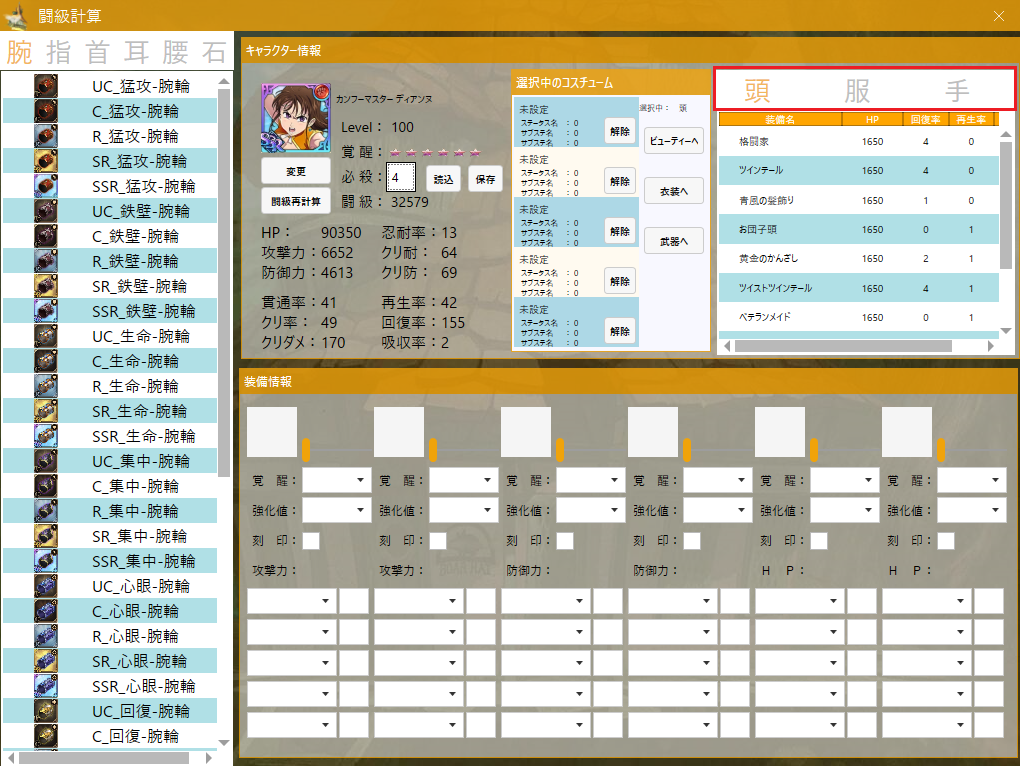 闘級計算
腕 指 首 耳 腰 石
UC_猛攻-腕輪
C_猛攻-腕輪
R_猛攻-腕輪
SR_猛攻-腕輪
SSR_猛攻-腕輪
UC_鉄壁-腕輪
C_鉄壁-腕輪
R_鉄壁-腕輪
SR_鉄壁-腕輪
SSR_鉄壁-腕輪
UC_生命-腕輪
C_生命-腕輪
R_生命-腕輪
SR_生命-腕輪
SSR_生命-腕輪
UC_集中-腕輪
C_集中-腕輪
R_集中-腕輪
SR_集中-腕輪
SSR_集中-腕輪
UC_心眼-腕輪
C_心眼-腕輪
R_心眼-腕輪
SR_心眼-腕輪
SSR_心眼-腕輪
UC_回復-腕輪
C_回復-腕輪
キャラクター情報
カンフーマスター ディアンヌ
Level： 100
覚 醒：
必 殺： 4 読込 保存
闘 級： 32579
変更
闘級再計算
HP： 90350 忍耐率：13
攻撃力：6652 クリ耐： 64
防御力：4613 クリ防： 69
貫通率：41 再生率：42
クリ率： 49 回復率：155
クリダメ：170 吸収率：2
選択中のコスチューム
未設定
ステータス名 ： 0
サブステ名 ： 0
サブステ名 ： 0
解除
未設定
ステータス名 ： 0
サブステ名 ： 0
サブステ名 ： 0
解除
未設定
ステータス名 ： 0
サブステ名 ： 0
サブステ名 ： 0
解除
未設定
ステータス名 ： 0
サブステ名 ： 0
サブステ名 ： 0
解除
未設定
ステータス名 ： 0
サブステ名 ： 0
サブステ名 ： 0
解除
選択中： 頭
ビューティーへ
衣装へ
武器へ
頭 服 手
装備名 HP 回復率 再生率
格闘家 1650 4 0
ツインテール 1650 4 0
青風の髪飾り 1650 1 0
お団子頭 1650 0 1
黄金のかんざし 1650 2 1
ツイストツインテール 1650 4 1
ベテランメイド 1650 0 1
装備情報
覚 醒： 覚 醒： 覚 醒： 覚 醒： 覚 醒： 覚 醒：
強化値： 強化値： 強化値： 強化値： 強化値： 強化値：
刻 印： 刻 印： 刻 印： 刻 印： 刻 印： 刻 印：
攻撃力： 攻撃力： 防御力： 防御力： H P： H P：